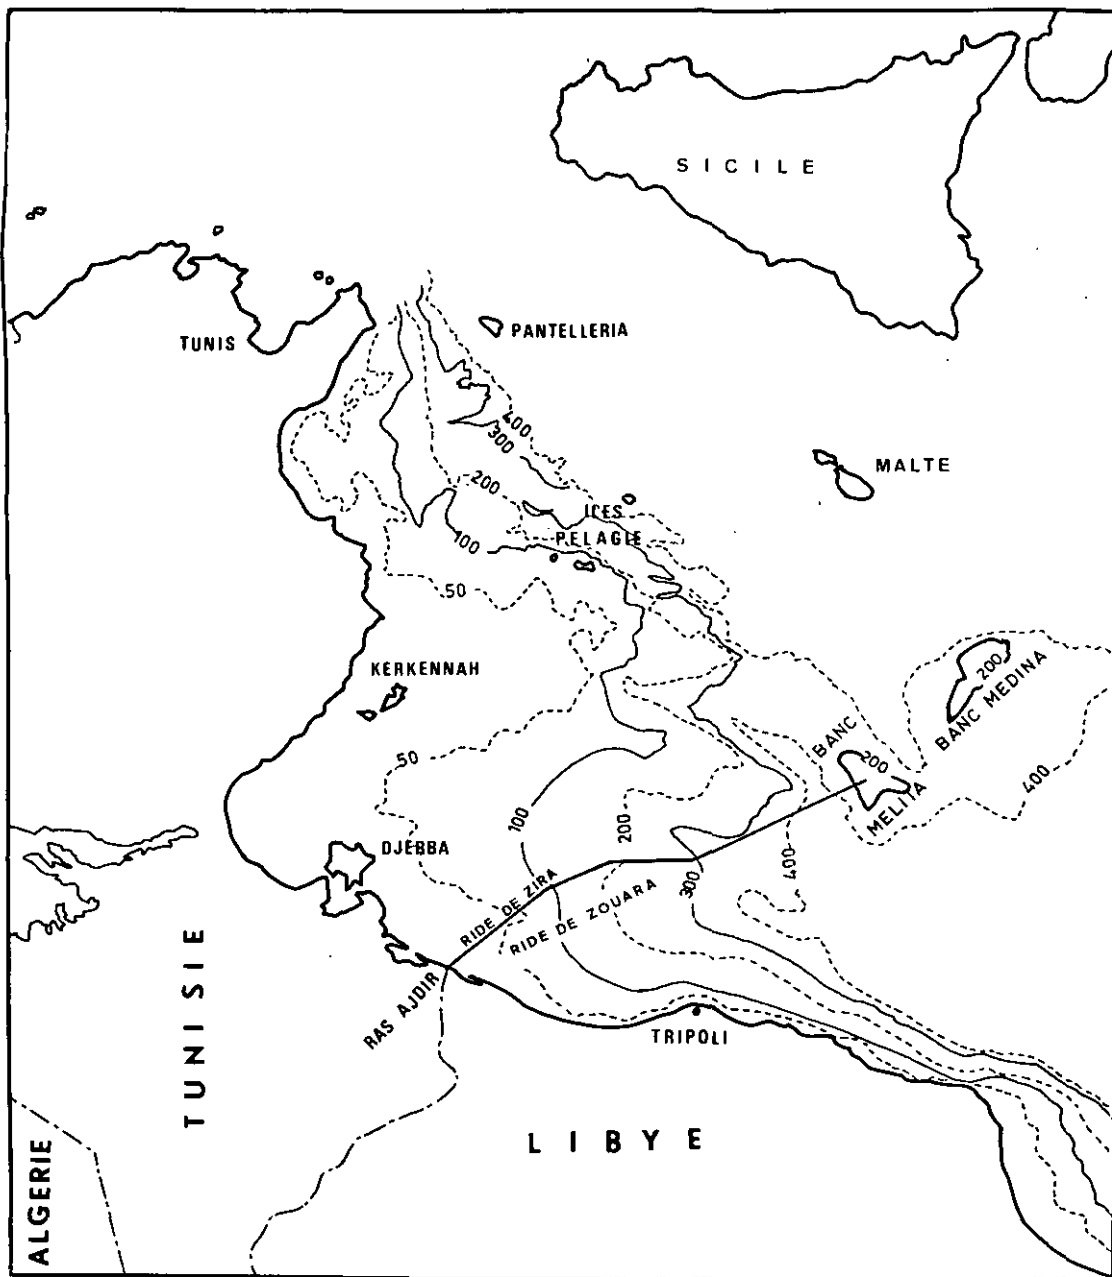 SICILE
TUNIS
PANTELLERIA
400
300
MALTE
200
ILES
PELAGIE
100
50
KERKENNAH
200
BANC MEDINA
BANC
200
MELITA
400
50
100
200
DJEBBA
400
300
RIDE DE ZIRA
RIDE DE ZOUARA
RAS AJDIR
TRIPOLI
TUNISIE
LIBYE
ALGERIE